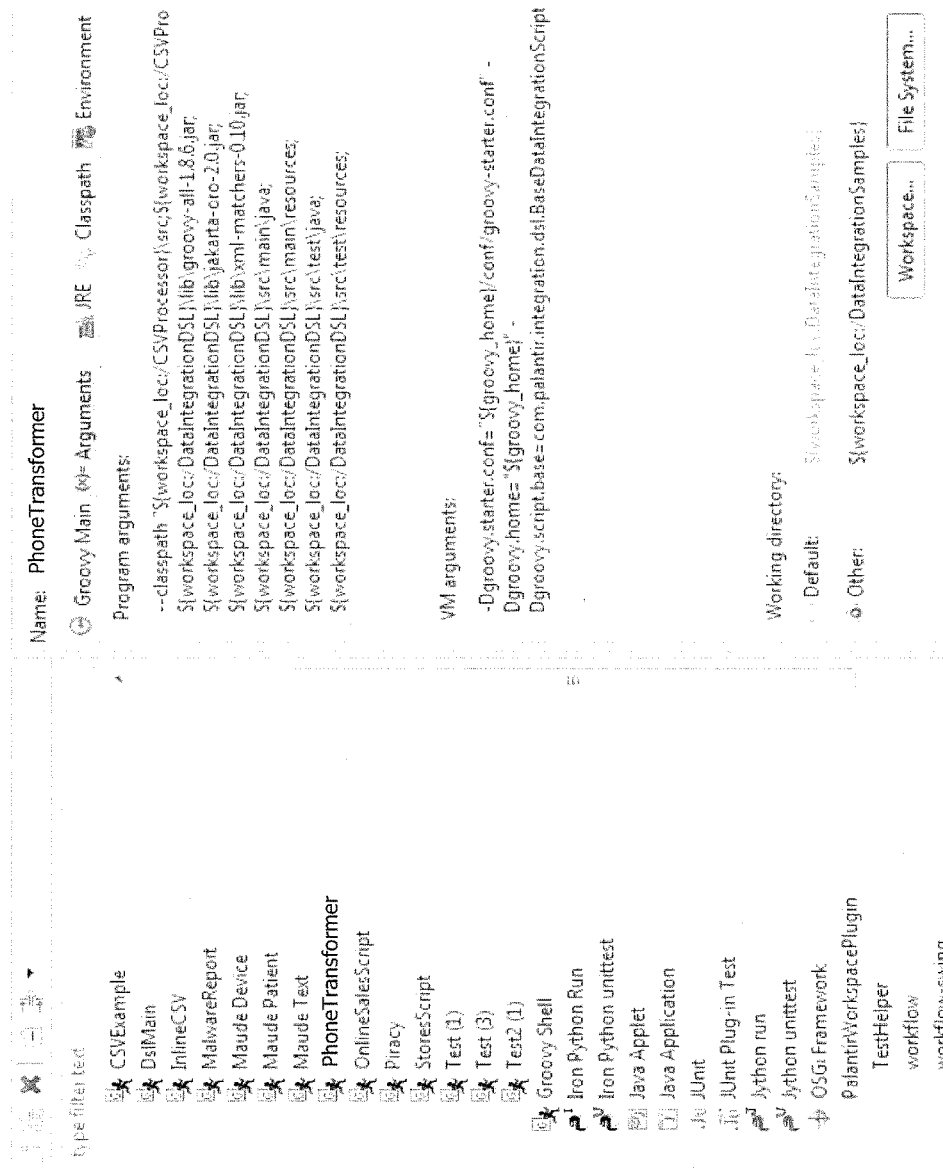 type filter text
CSVExample
DslMain
InlineCSV
MalwareReport
Maude Device
Maude Patient
Maude Text
PhoneTransformer
OnlineSalesScript
Piracy
StoresScript
Test (1)
Test (3)
Test2 (1)
Groovy Shell
Iron Python Run
Iron Python unittest
Java Applet
Java Application
JUnit
JUnit Plug-in Test
Jython run
Jython unittest
OSGi Framework
PalantirWorkspacePlugin
TestHelper
workflow
workflow-swing
Name: PhoneTransformer
Groovy Main (x)= Arguments JRE Classpath Environment
Program arguments:
--classpath "${workspace_loc:/CSVProcessor}\src;${workspace_loc:/CSVPro
${workspace_loc:/DataIntegrationDSL}\lib\groovy-all-1.8.6.jar;
${workspace_loc:/DataIntegrationDSL}\lib\jakarta-oro-2.0.jar;
${workspace_loc:/DataIntegrationDSL}\lib\xml-matchers-0.10.jar;
${workspace_loc:/DataIntegrationDSL}\src\main\java;
${workspace_loc:/DataIntegrationDSL}\src\main\resources;
${workspace_loc:/DataIntegrationDSL}\src\test\java;
${workspace_loc:/DataIntegrationDSL}\src\test\resources;
VM arguments:
-Dgroovy.starter.conf="${groovy_home}/conf/groovy-starter.conf" -
Dgroovy.home="${groovy_home}" -
Dgroovy.script.base=com.palantir.integration.dsl.BaseDataIntegrationScript
Working directory:
Default: ${workspace_loc:DataIntegrationSamples}
Other: ${workspace_loc:/DataIntegrationSamples}
Workspace... File System...